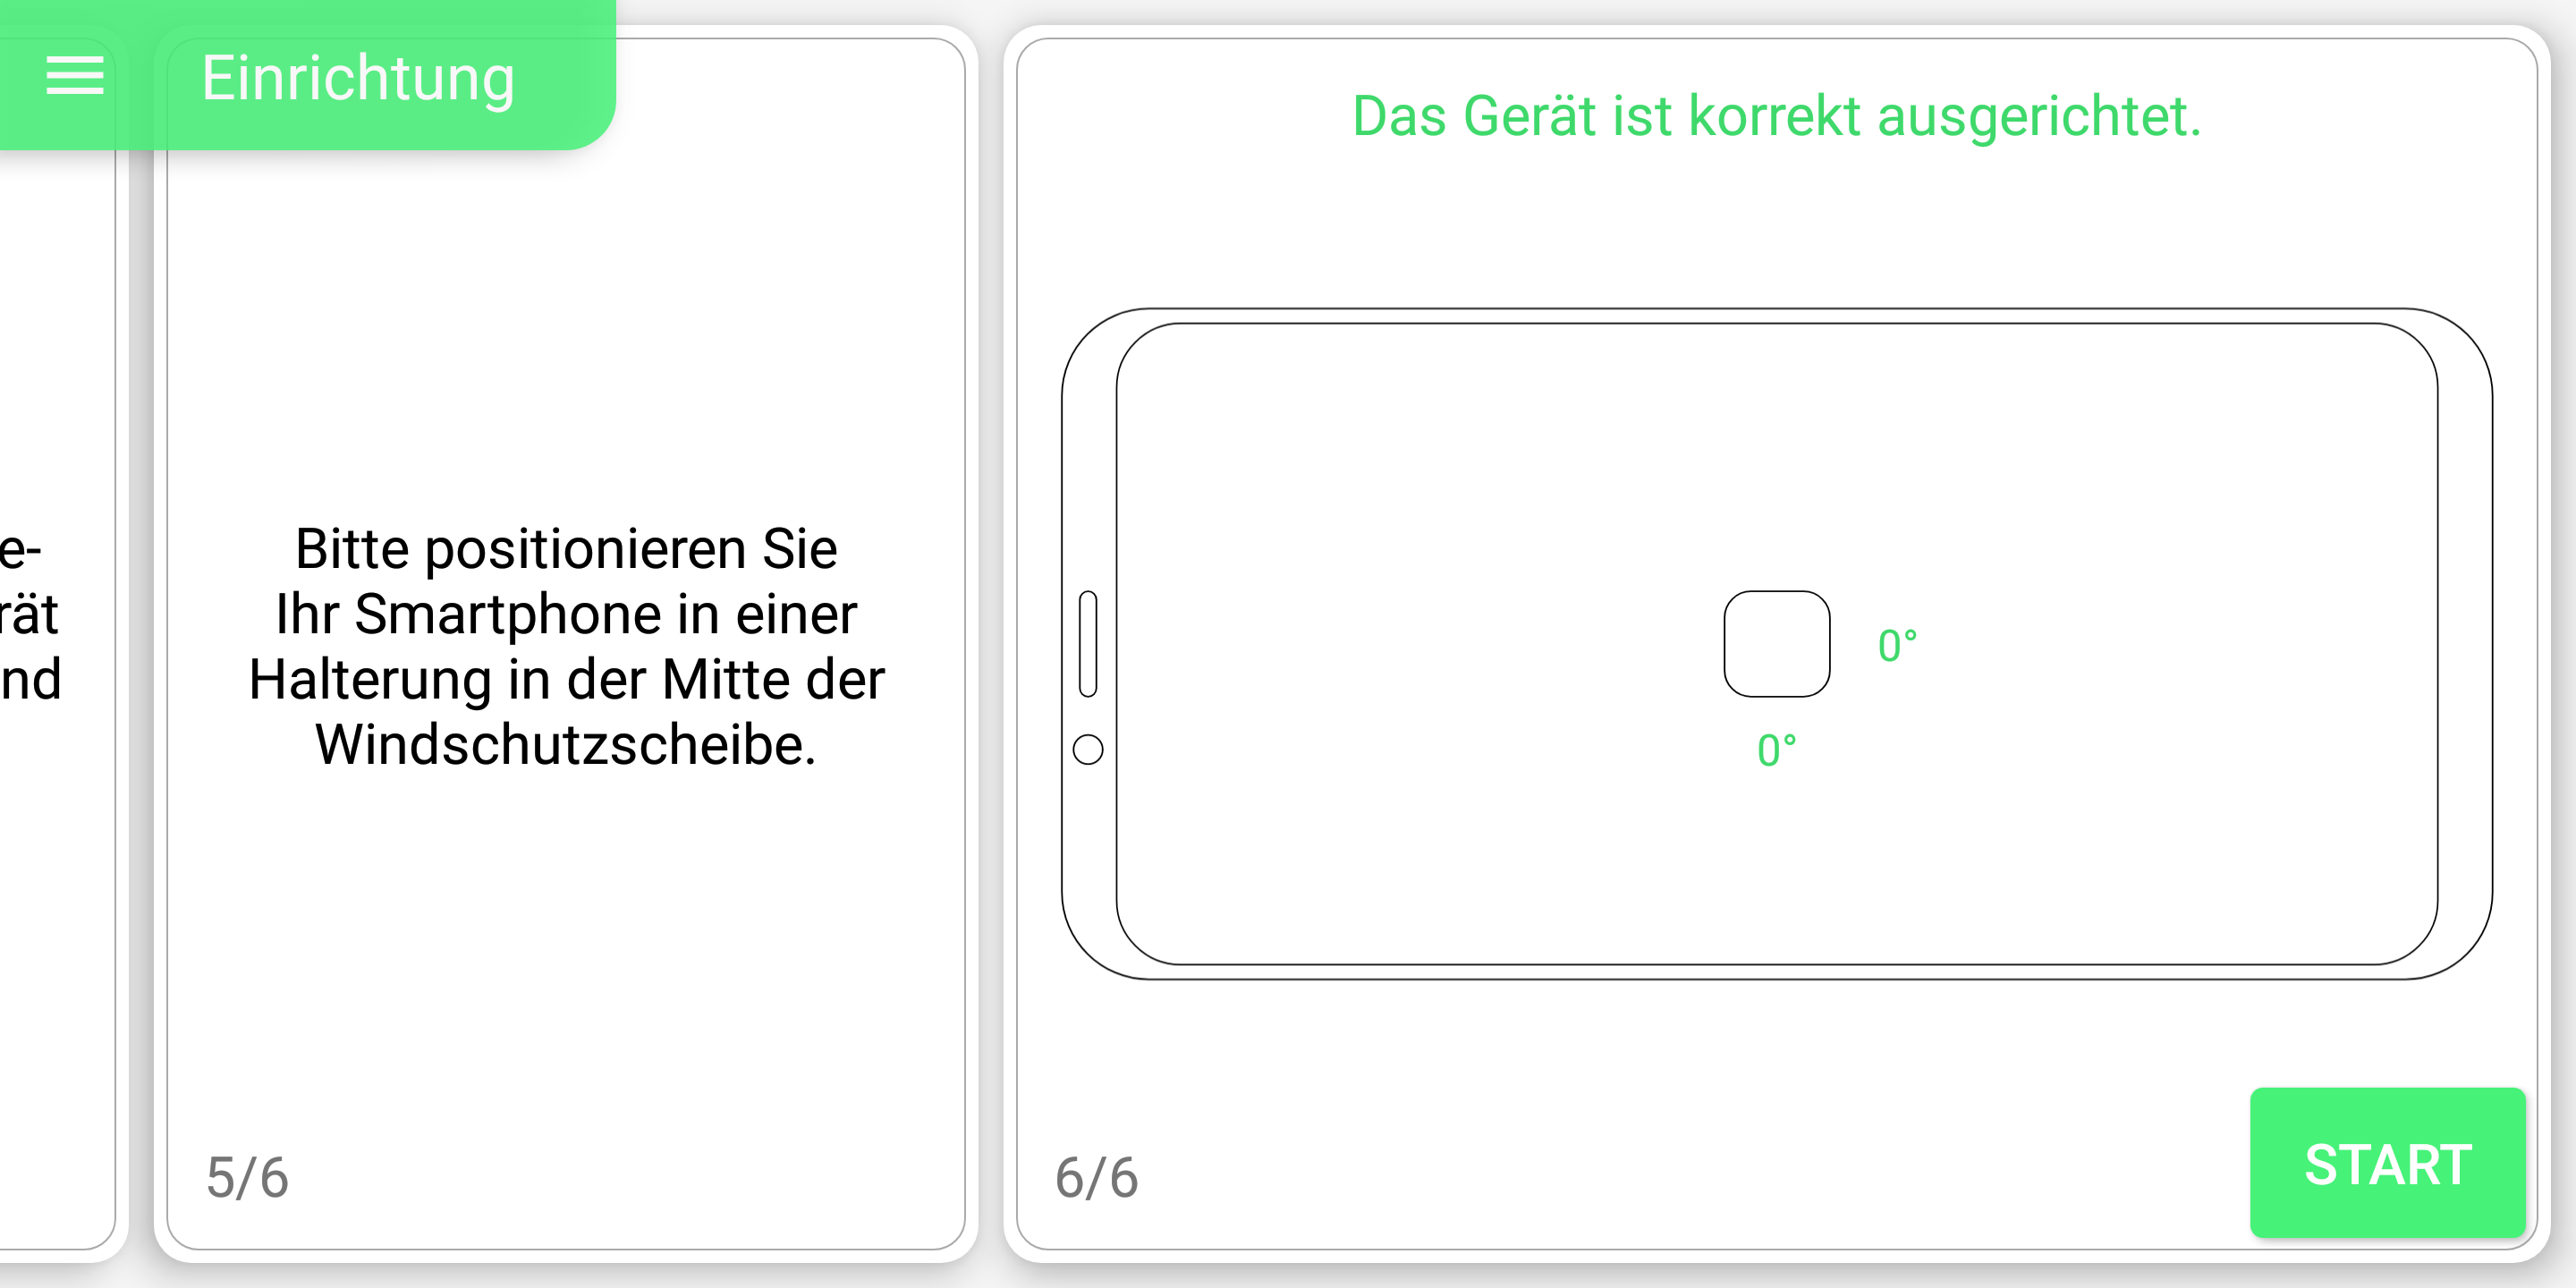 Einrichtung
e-
rät
nd
Bitte positionieren Sie
Ihr Smartphone in einer
Halterung in der Mitte der
Windschutzscheibe.
5/6
Das Gerät ist korrekt ausgerichtet.
0°
0°
6/6
START